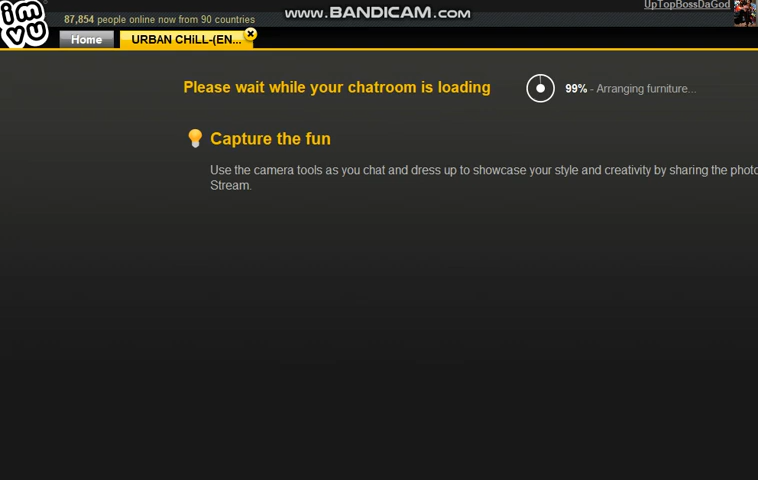 imvu
87,854 people online now from 90 countries
www.BANDICAM.com
UpTopBossDaGod
Home
URBAN CHiLL-(EN...
Please wait while your chatroom is loading
99% - Arranging furniture...
Capture the fun
Use the camera tools as you chat and dress up to showcase your style and creativity by sharing the photo
Stream.